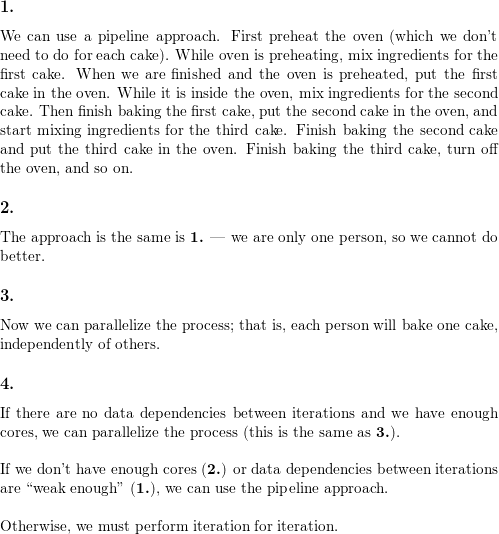 1.
We can use a pipeline approach. First preheat the oven (which we don't
need to do for each cake). While oven is preheating, mix ingredients for the
first cake. When we are finished and the oven is preheated, put the first
cake in the oven. While it is inside the oven, mix ingredients for the second
cake. Then finish baking the first cake, put the second cake in the oven, and
start mixing ingredients for the third cake. Finish baking the second cake
and put the third cake in the oven. Finish baking the third cake, turn off
the oven, and so on.
2.
The approach is the same is 1. — we are only one person, so we cannot do
better.
3.
Now we can parallelize the process; that is, each person will bake one cake,
independently of others.
4.
If there are no data dependencies between iterations and we have enough
cores, we can parallelize the process (this is the same as 3.).
If we don't have enough cores (2.) or data dependencies between iterations
are “weak enough” (1.), we can use the pipeline approach.
Otherwise, we must perform iteration for iteration.